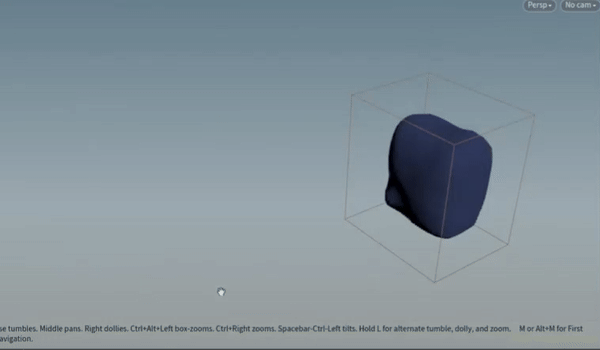 Persp
No cam
se tumbles. Middle pans. Right dollies. Ctrl+Alt+Left box-zooms. Ctrl+Right zooms. Spacebar-Ctrl-Left tilts. Hold L for alternate tumble, dolly, and zoom. M or Alt+M for First
avigation.